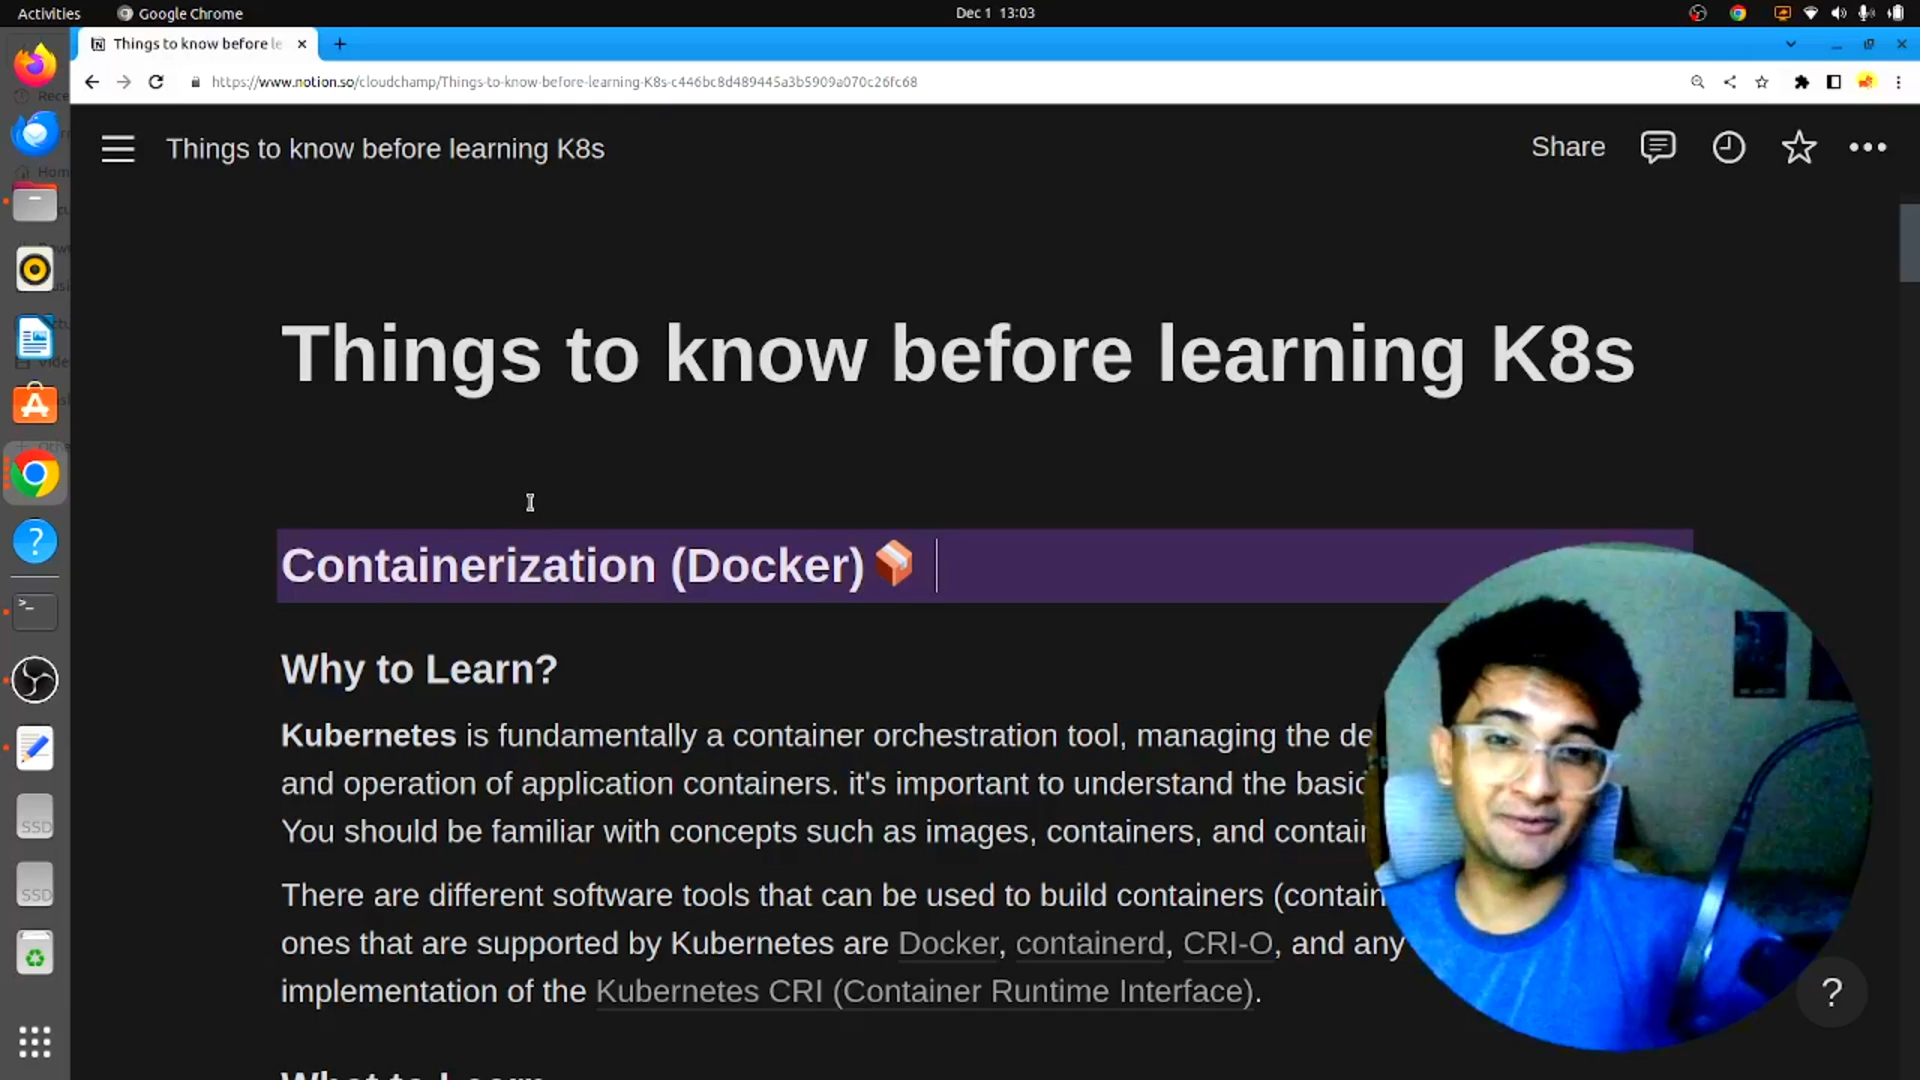 Activities
Google Chrome
Dec 1 13:03
Things to know before le
https://www.notion.so/cloudchamp/Things-to-know-before-learning-K8s-c446bc8d489445a3b5909a070c26fc68
Things to know before learning K8s
Share
Things to know before learning K8s
Containerization (Docker)
Why to Learn?
Kubernetes is fundamentally a container orchestration tool, managing the de
and operation of application containers. it's important to understand the basic
You should be familiar with concepts such as images, containers, and contai
There are different software tools that can be used to build containers (contain
ones that are supported by Kubernetes are Docker, containerd, CRI-O, and any
implementation of the Kubernetes CRI (Container Runtime Interface).
What to Learn
SSD
SSD
?
?